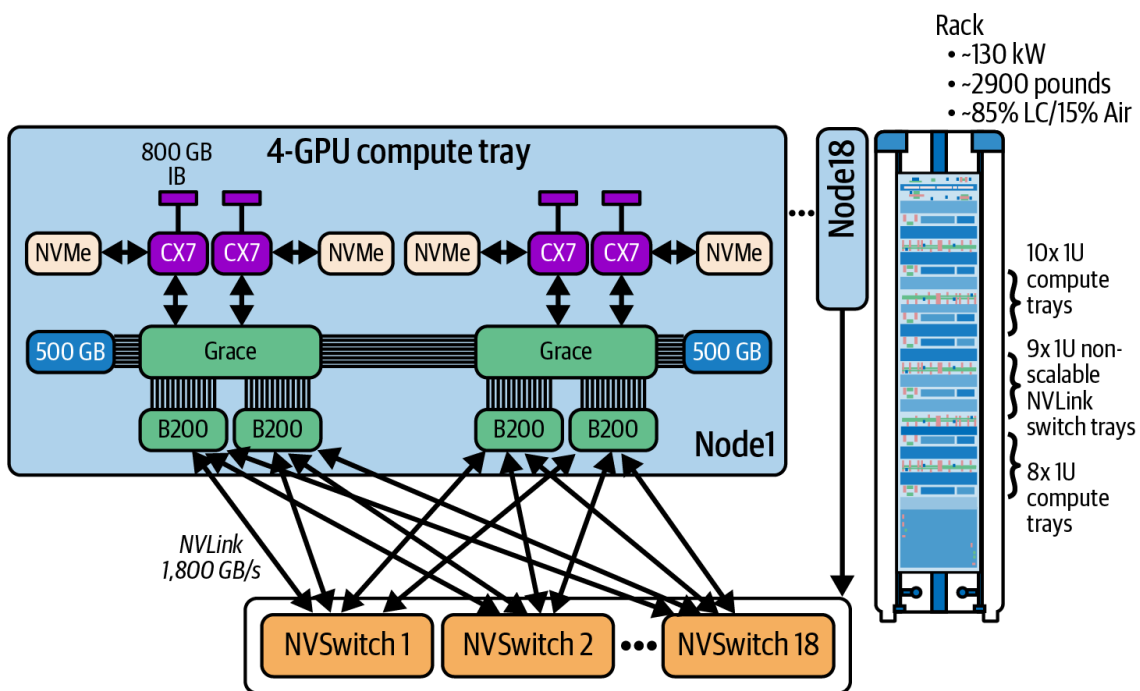 Rack
• ~130 kW
• ~2900 pounds
• ~85% LC/15% Air
4-GPU compute tray
800 GB
IB
NVMe
CX7
CX7
NVMe
NVMe
CX7
CX7
NVMe
500 GB
Grace
Grace
500 GB
B200
B200
B200
B200
Node1
...
Node18
NVLink
1,800 GB/s
NVSwitch 1
NVSwitch 2
...
NVSwitch 18
10x 1U
compute
trays
9x 1U non-
scalable
NVLink
switch trays
8x 1U
compute
trays